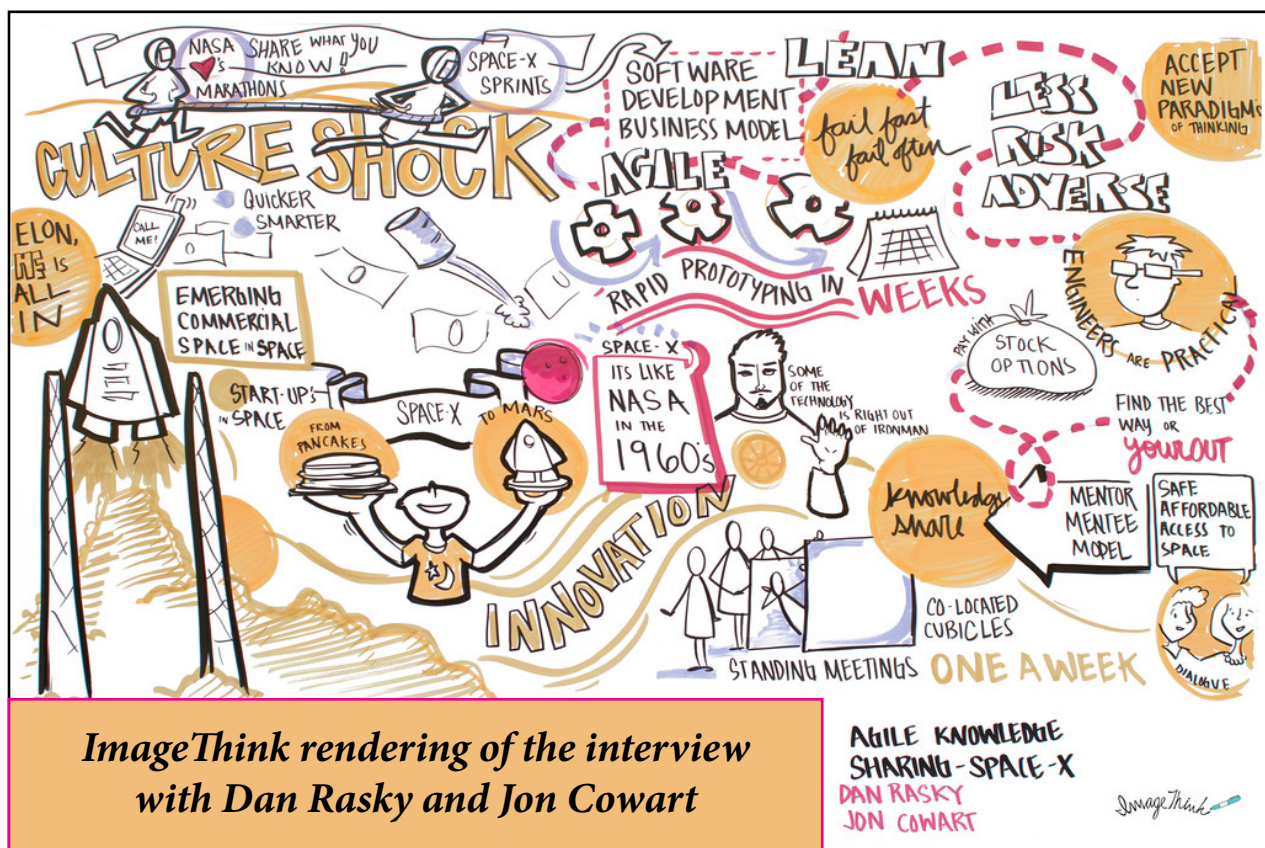 NASA
♥'s
MARATHONS
SHARE WHAT YOU
KNOW!!
SPACE-X
SPRINTS
CULTURE SHOCK
QUICKER
SMARTER
SOFTWARE
DEVELOPMENT
BUSINESS MODEL
LEAN
AGILE
fail fast
fail often
LESS
RISK
ADVERSE
ACCEPT
NEW
PARADIGMs
OF THINKING
ELON,
HE IS
ALL
IN
CALL
ME!
EMERGING
COMMERCIAL
SPACE IN SPACE
START-UP'S
IN SPACE
RAPID PROTOTYPING IN WEEKS
ENGINEERS ARE PRACTICAL
PAY WITH
STOCK
OPTIONS
FIND THE BEST
WAY OR
your OUT
FROM
PANCAKES
SPACE-X
TO MARS
SPACE-X
ITS LIKE
NASA
IN THE
1960's
SOME
OF THE
TECHNOLOGY
IS RIGHT OUT
OF IRONMAN
INNOVATION
knowledge
share
MENTOR
MENTEE
MODEL
SAFE
AFFORDABLE
ACCESS TO
SPACE
DIALOGUE
CO-LOCATED
CUBICLES
STANDING MEETINGS ONE A WEEK
ImageThink rendering of the interview
with Dan Rasky and Jon Cowart
AGILE KNOWLEDGE
SHARING-SPACE-X
DAN RASKY
JON COWART
ImageThink